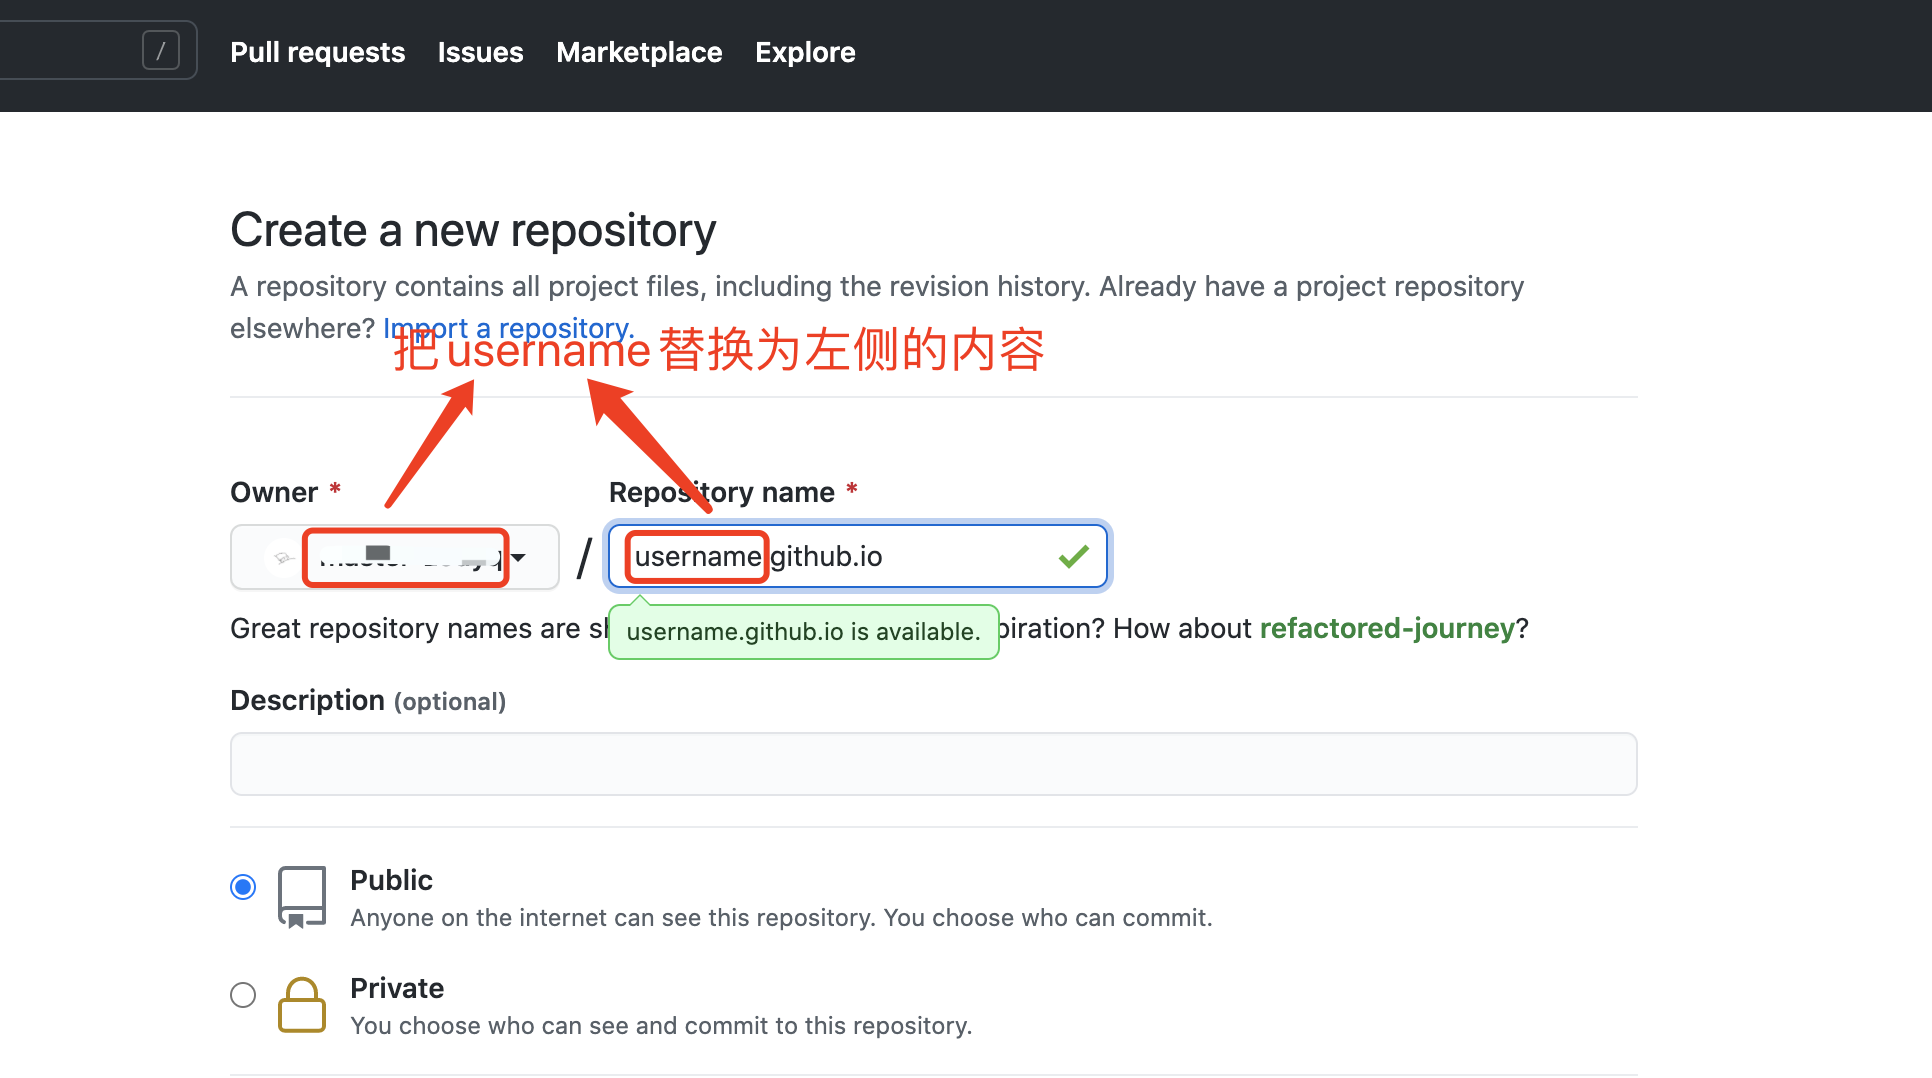 /
Pull requests Issues Marketplace Explore
Create a new repository
A repository contains all project files, including the revision history. Already have a project repository
elsewhere? Import a repository.
把 username 替换为左侧的内容
Owner *
Repository name *
/
username.github.io
Great repository names are sh
username.github.io is available.
piration? How about refactored-journey?
Description (optional)
Public
Anyone on the internet can see this repository. You choose who can commit.
Private
You choose who can see and commit to this repository.